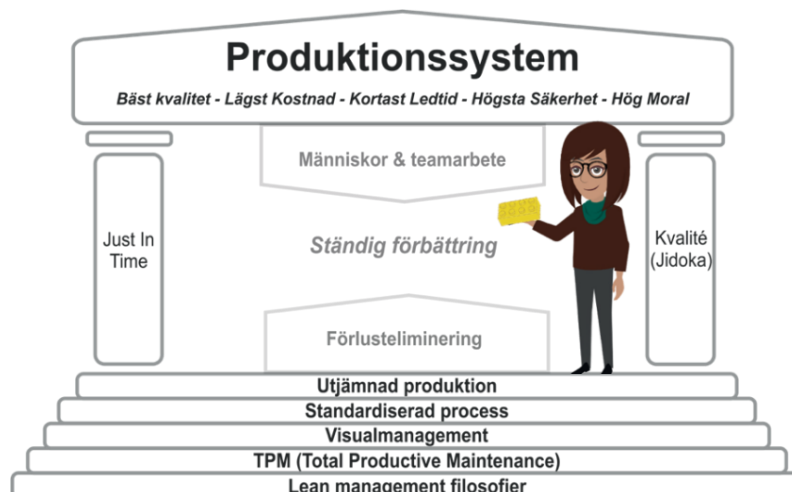 Produktionssystem
Bäst kvalitet - Lägst Kostnad - Kortast Ledtid - Högsta Säkerhet - Hög Moral
Människor & teamarbete
Just In
Time
Ständig förbättring
Kvalité
(Jidoka)
Förlusteliminering
Utjämnad produktion
Standardiserad process
Visualmanagement
TPM (Total Productive Maintenance)
Lean management filosofier